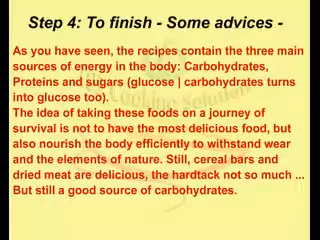 Step 4: To finish - Some advices -
As you have seen, the recipes contain the three main
sources of energy in the body: Carbohydrates,
Proteins and sugars (glucose | carbohydrates turns
into glucose too).
The idea of taking these foods on a journey of
survival is not to have the most delicious food, but
also nourish the body efficiently to withstand wear
and the elements of nature. Still, cereal bars and
dried meat are delicious, the hardtack not so much ...
But still a good source of carbohydrates.